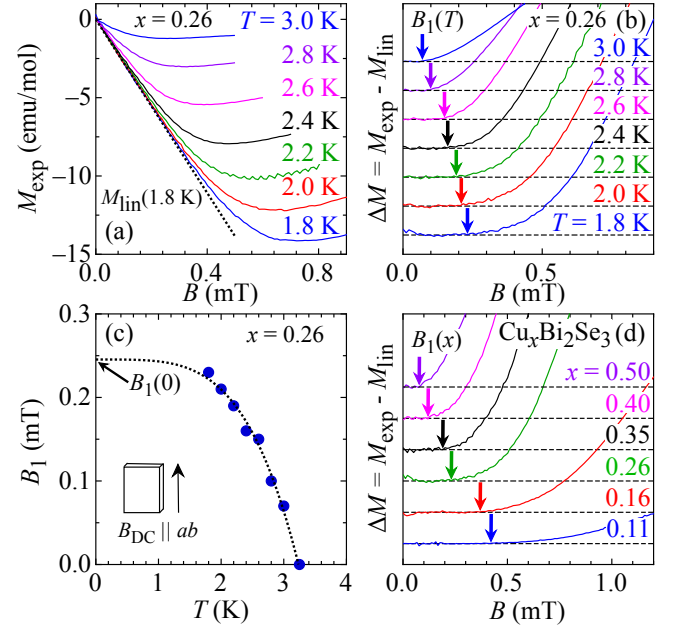 x = 0.26
T = 3.0 K
2.8 K
2.6 K
2.4 K
2.2 K
2.0 K
1.8 K
M_lin(1.8 K)
(a)
0
−5
−10
−15
M_exp (emu/mol)
0.0 0.4 0.8
B (mT)
B₁(T) x = 0.26 (b)
3.0 K
2.8 K
2.6 K
2.4 K
2.2 K
2.0 K
T = 1.8 K
ΔM = M_exp - M_lin
0.0 0.5
B (mT)
(c) x = 0.26
B₁(0)
B_DC || ab
0.3
0.2
0.1
0.0
B₁ (mT)
0 1 2 3 4
T (K)
B₁(x) CuₓBi₂Se₃ (d)
x = 0.50
0.40
0.35
0.26
0.16
0.11
ΔM = M_exp - M_lin
0.0 0.5 1.0
B (mT)